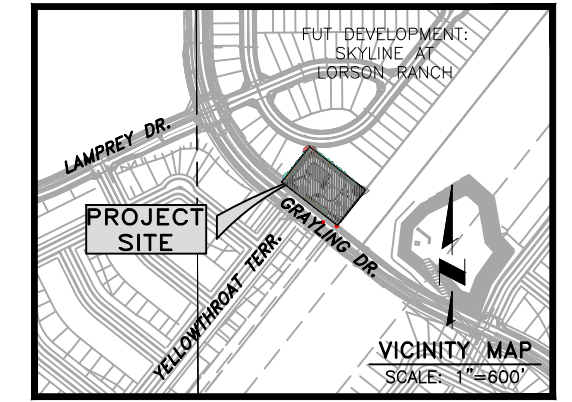 FUT DEVELOPMENT:
SKYLINE AT
LORSON RANCH
LAMPREY DR.
PROJECT
SITE
GRAYLING DR.
YELLOWTHROAT TERR.
VICINITY MAP
SCALE: 1"=600'